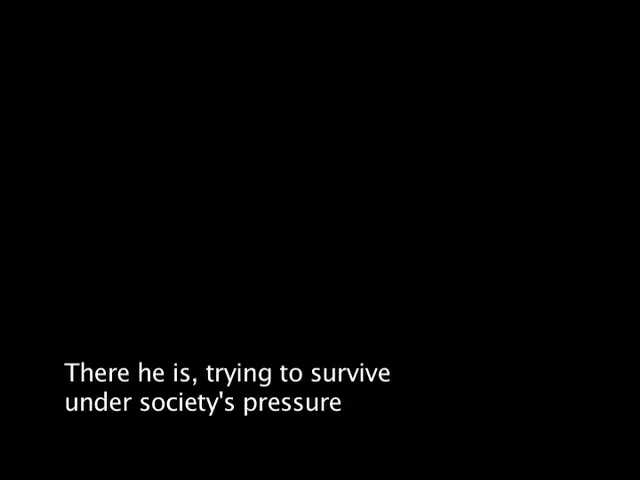 There he is, trying to survive
under society's pressure